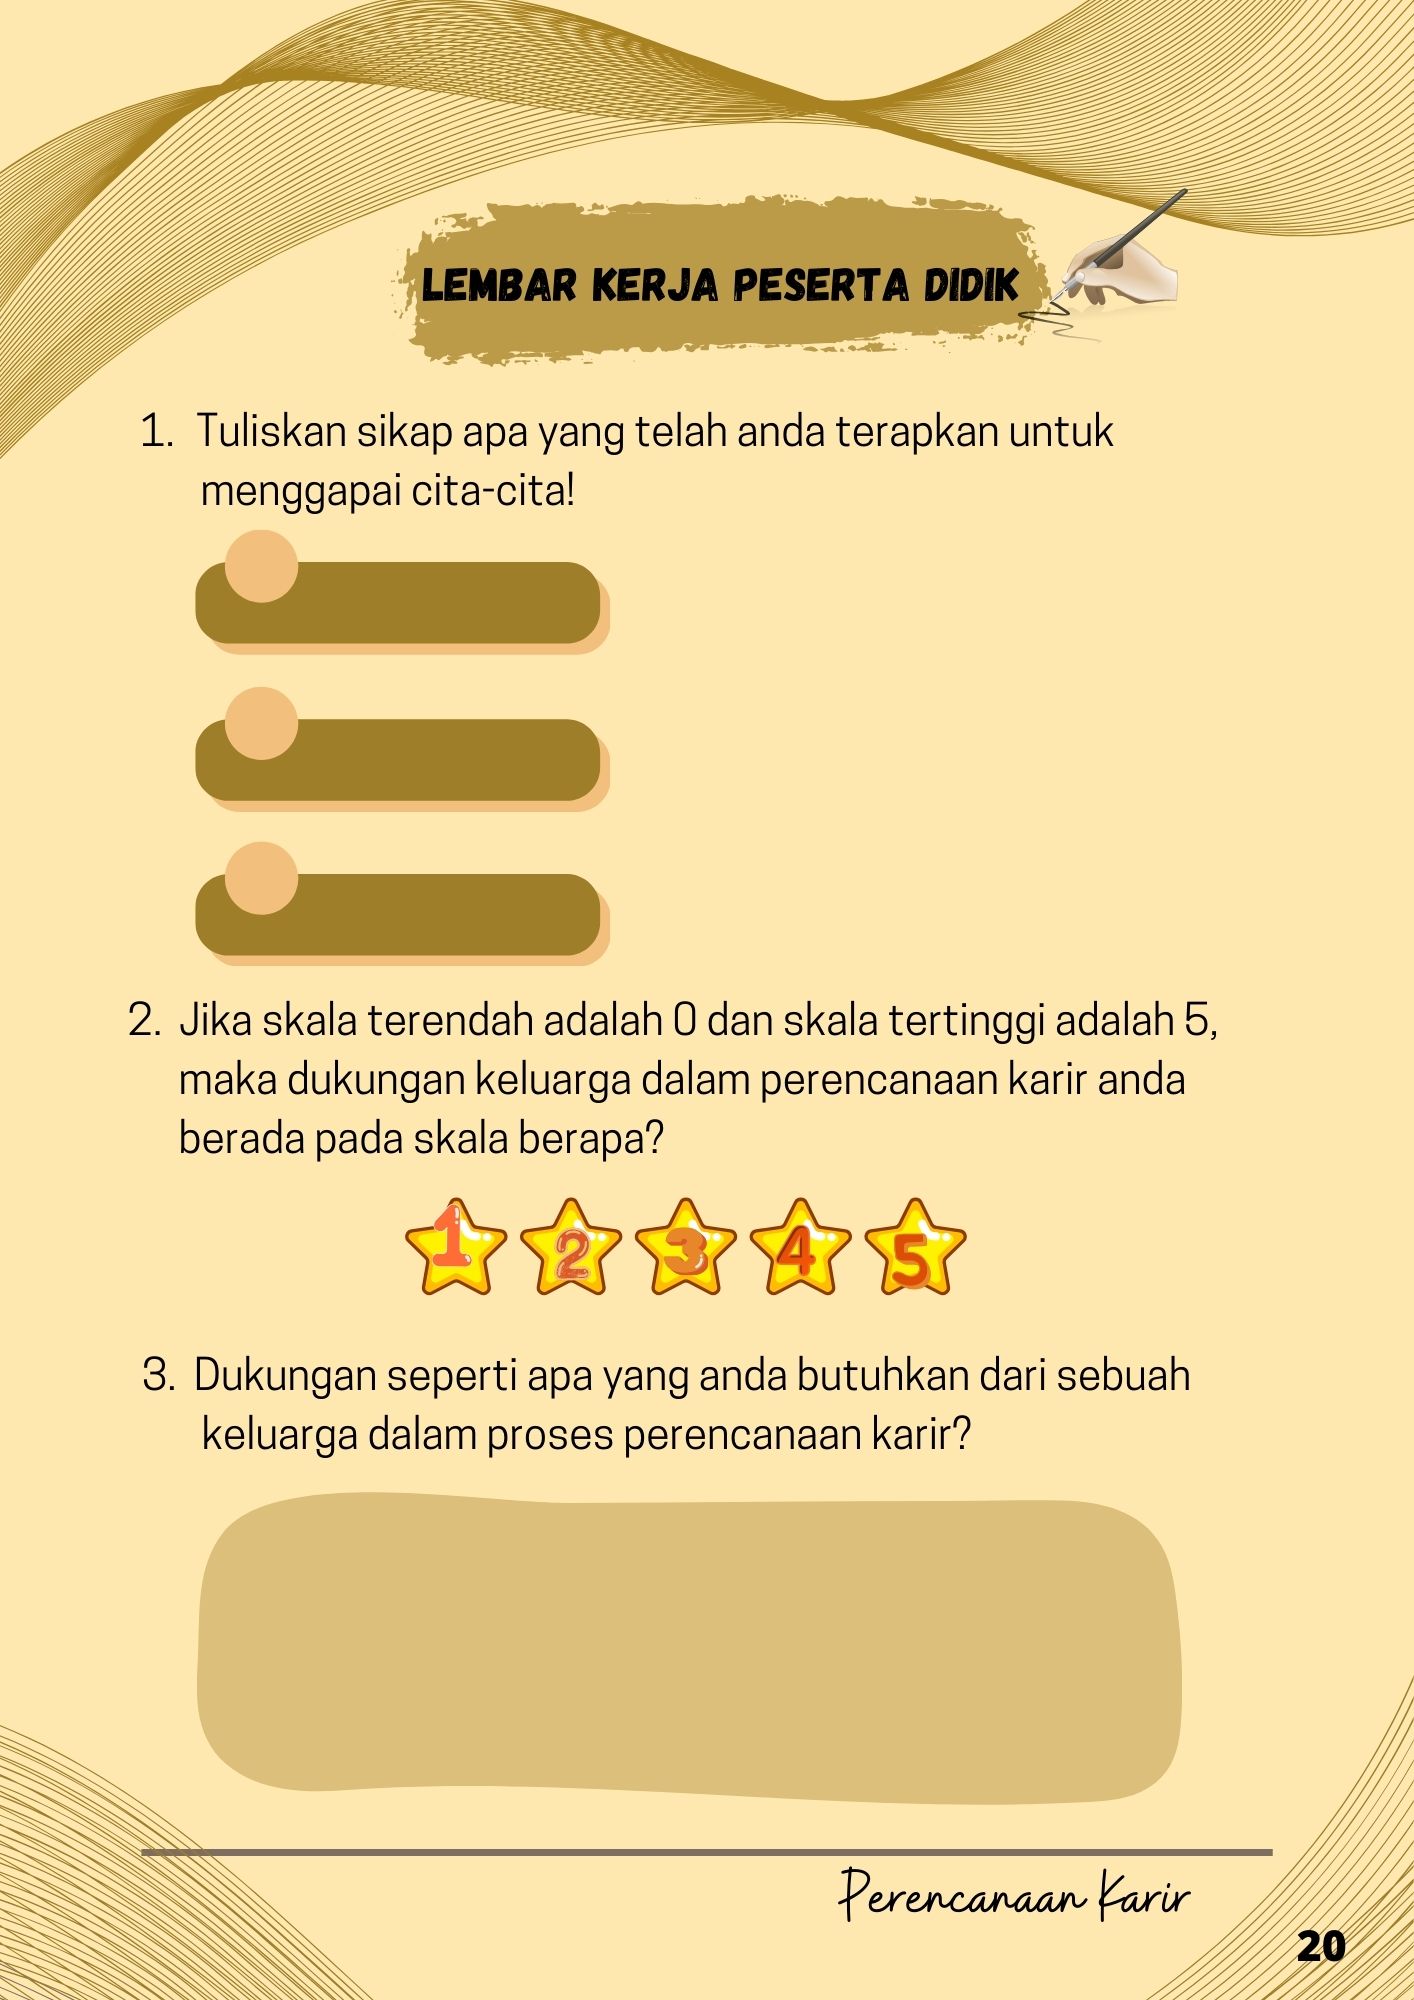 LEMBAR KERJA PESERTA DIDIK
1. Tuliskan sikap apa yang telah anda terapkan untuk
menggapai cita-cita!
2. Jika skala terendah adalah 0 dan skala tertinggi adalah 5,
maka dukungan keluarga dalam perencanaan karir anda
berada pada skala berapa?
1 2 3 4 5
3. Dukungan seperti apa yang anda butuhkan dari sebuah
keluarga dalam proses perencanaan karir?
Perencanaan Karir
20